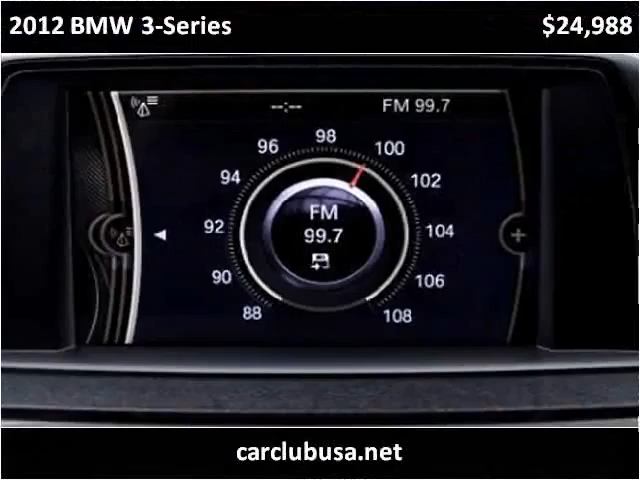 2012 BMW 3-Series $24,988
--:-- FM 99.7
98
96 100
94 102
FM
92 104
99.7
90 106
88 108
carclubusa.net